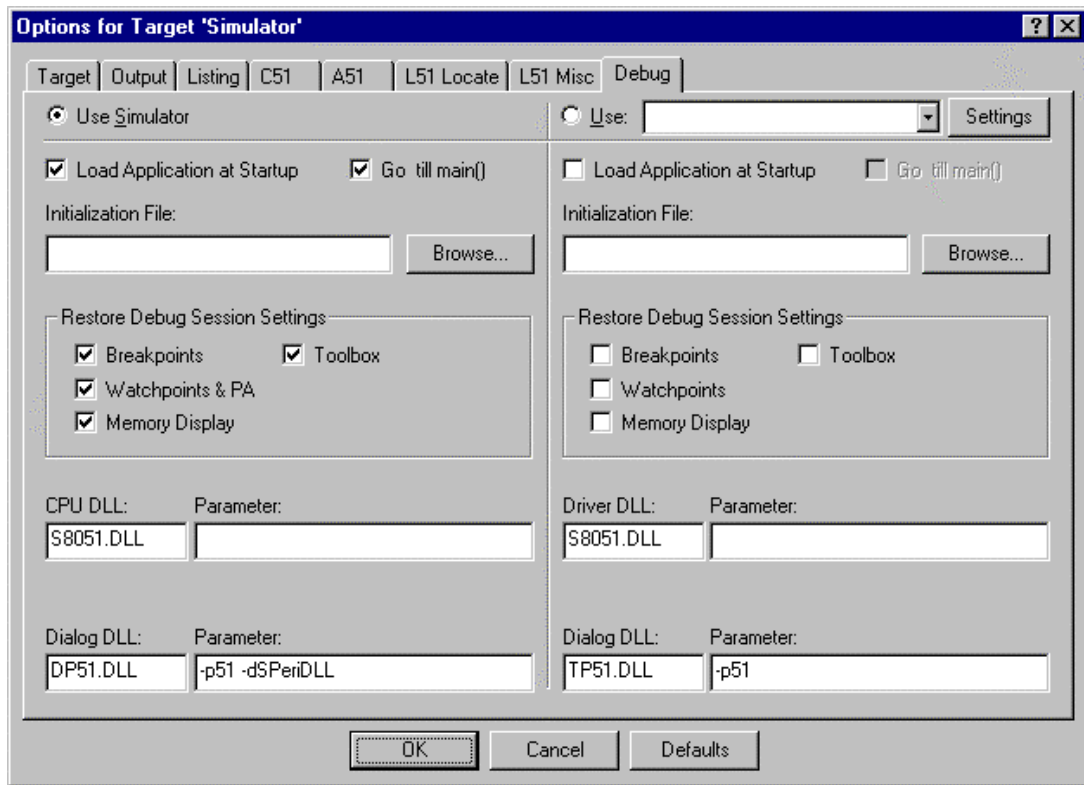 Options for Target 'Simulator'
Target Output Listing C51 A51 L51 Locate L51 Misc Debug
Use Simulator
Use: Settings
Load Application at Startup Go till main()
Load Application at Startup Go till main()
Initialization File:
Initialization File:
Browse...
Browse...
Restore Debug Session Settings
Breakpoints Toolbox
Watchpoints & PA
Memory Display
Restore Debug Session Settings
Breakpoints Toolbox
Watchpoints
Memory Display
CPU DLL: Parameter:
S8051.DLL
Driver DLL: Parameter:
S8051.DLL
Dialog DLL: Parameter:
DP51.DLL -p51 -dSPeriDLL
Dialog DLL: Parameter:
TP51.DLL -p51
OK Cancel Defaults